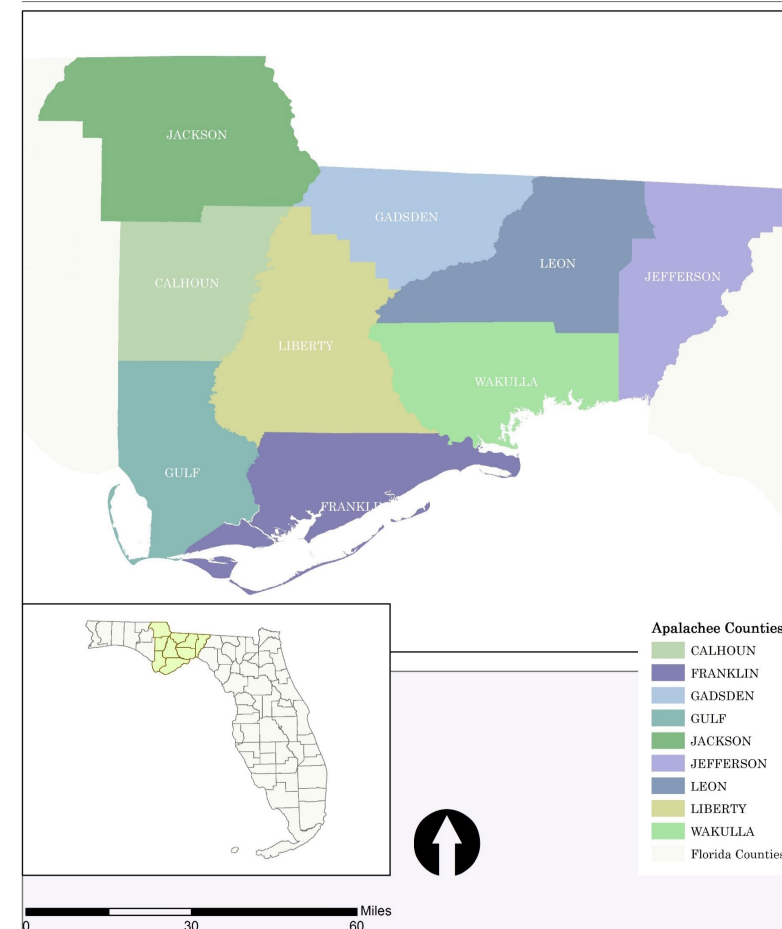 JACKSON
GADSDEN
LEON
JEFFERSON
CALHOUN
LIBERTY
WAKULLA
GULF
FRANKLIN
Apalachee Counties
CALHOUN
FRANKLIN
GADSDEN
GULF
JACKSON
JEFFERSON
LEON
LIBERTY
WAKULLA
Florida Counties
Miles
0 30 60